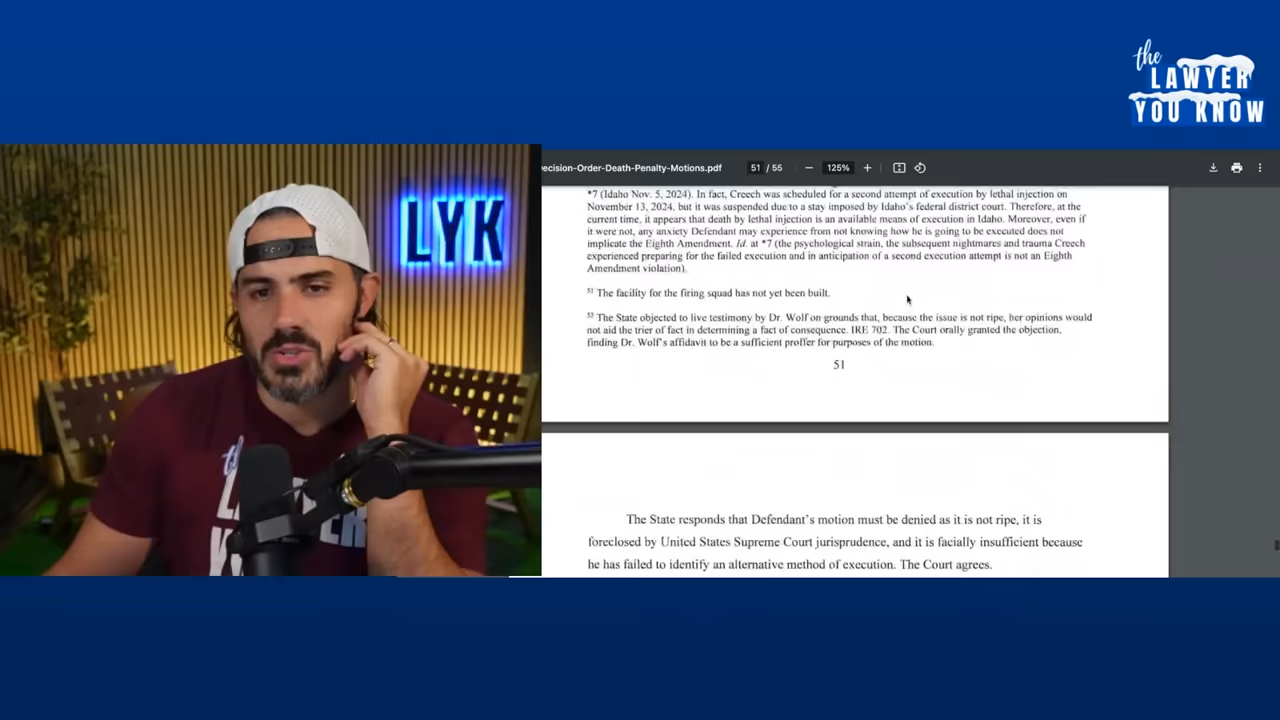 the
LAWYER
YOU KNOW
LYK
ecision-Order-Death-Penalty-Motions.pdf
51 / 55
125%
*7 (Idaho Nov. 5, 2024). In fact, Creech was scheduled for a second attempt of execution by lethal injection on
November 13, 2024, but it was suspended due to a stay imposed by Idaho's federal district court. Therefore, at the
current time, it appears that death by lethal injection is an available means of execution in Idaho. Moreover, even if
it were not, any anxiety Defendant may experience from not knowing how he is going to be executed does not
implicate the Eighth Amendment. Id. at *7 (the psychological strain, the subsequent nightmares and trauma Creech
experienced preparing for the failed execution and in anticipation of a second execution attempt is not an Eighth
Amendment violation).
51 The facility for the firing squad has not yet been built.
The State objected to live testimony by Dr. Wolf on grounds that, because the issue is not ripe, her opinions would
not aid the trier of fact in determining a fact of consequence. IRE 702. The Court orally granted the objection,
finding Dr. Wolf's affidavit to be a sufficient proffer for purposes of the motion.
51
The State responds that Defendant's motion must be denied as it is not ripe, it is
foreclosed by United States Supreme Court jurisprudence, and it is facially insufficient because
he has failed to identify an alternative method of execution. The Court agrees.